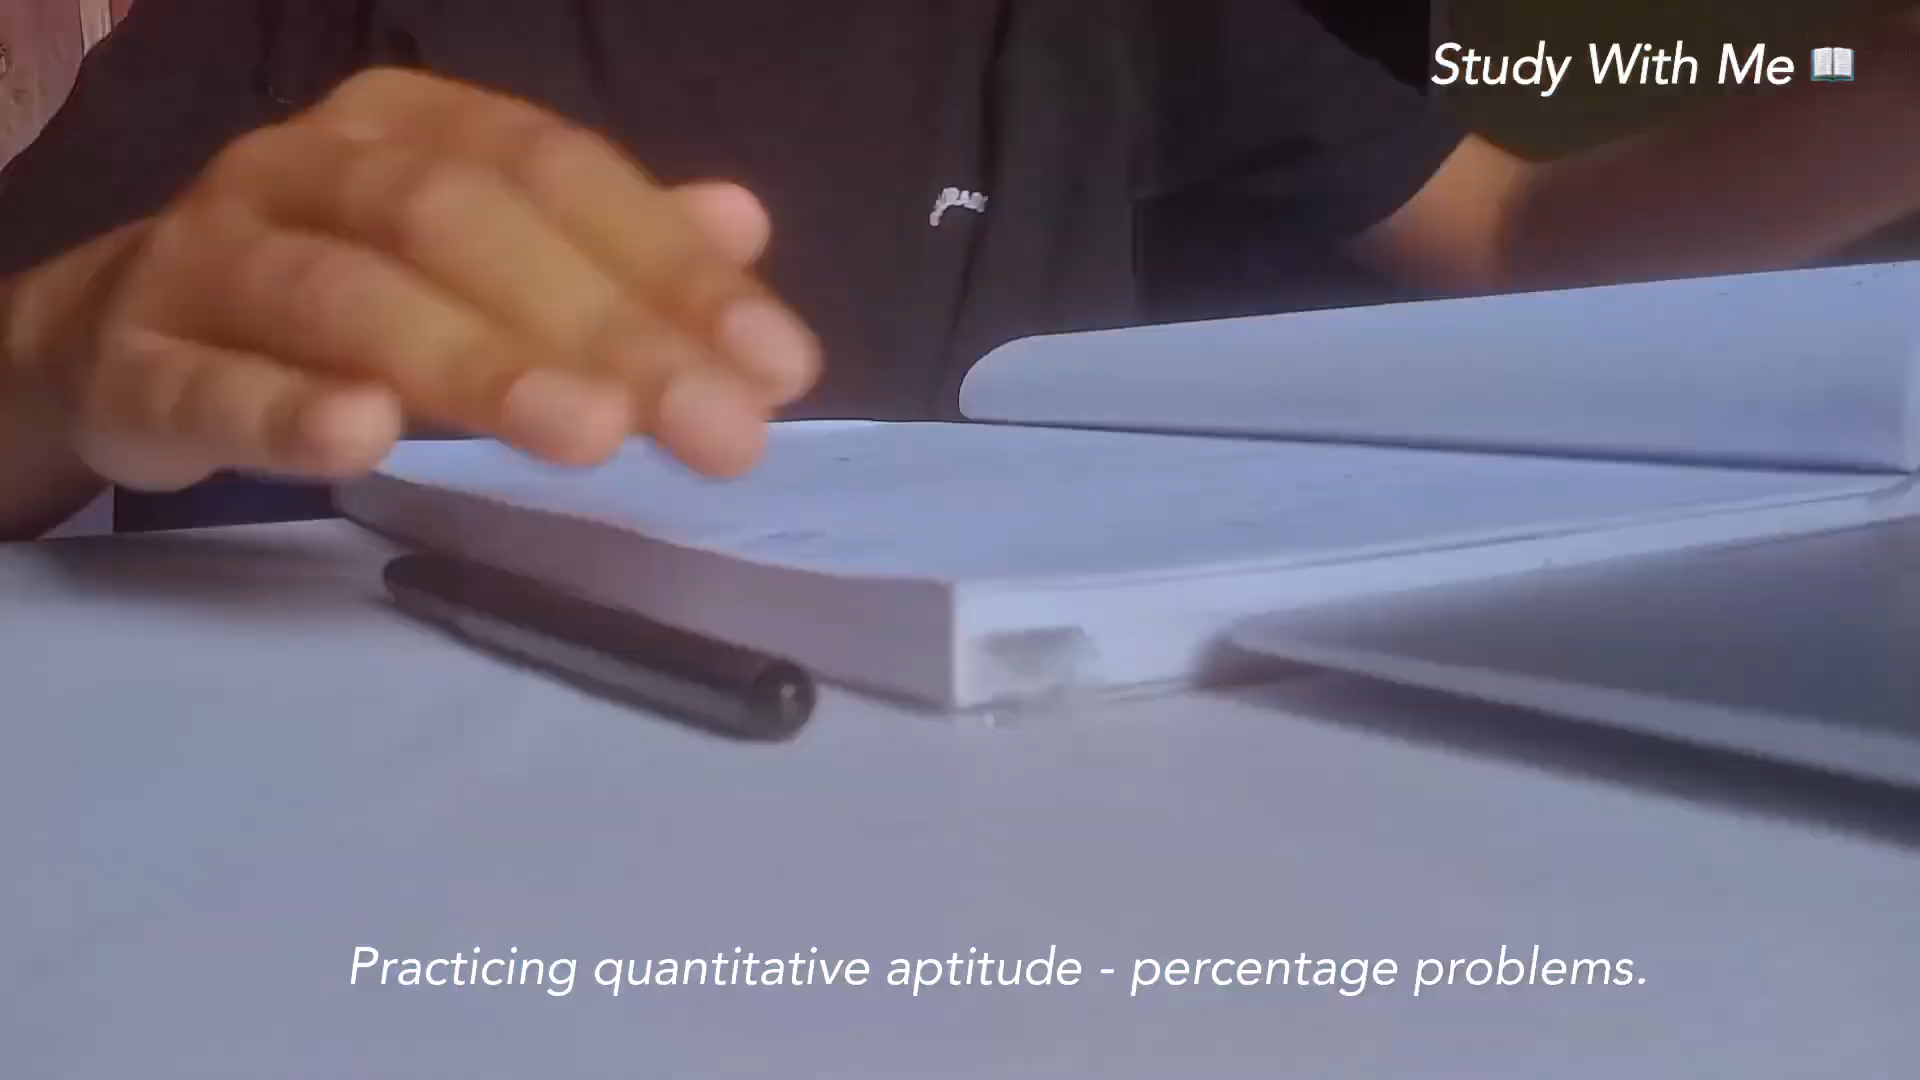 Study With Me 📖
Practicing quantitative aptitude - percentage problems.